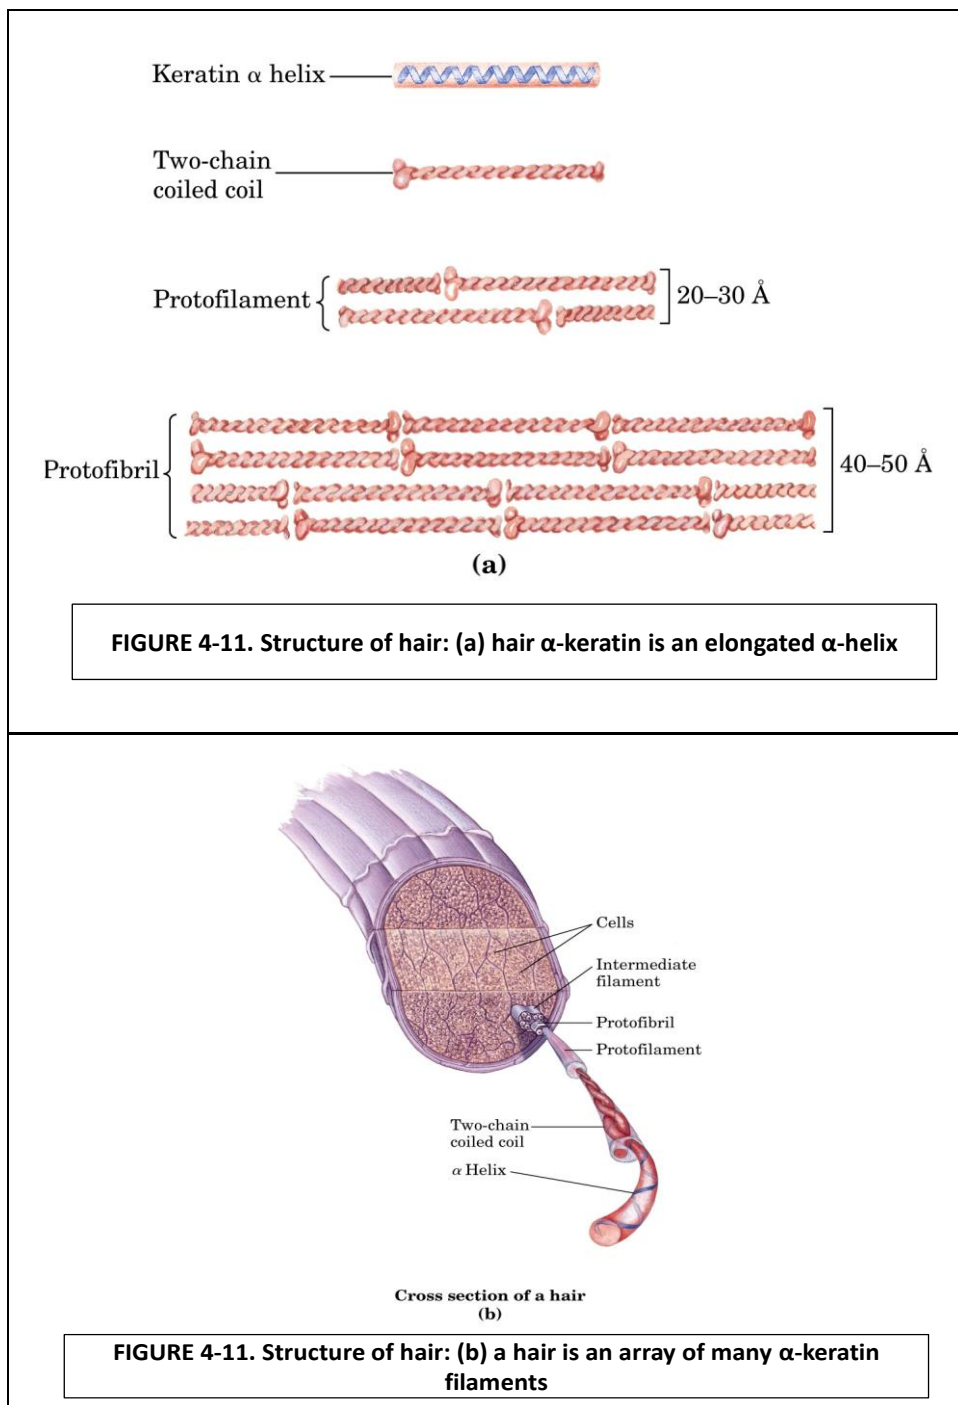 Keratin α helix
Two-chain
coiled coil
Protofilament
20–30 Å
Protofibril
40–50 Å
(a)
FIGURE 4-11. Structure of hair: (a) hair α-keratin is an elongated α-helix
Cells
Intermediate
filament
Protofibril
Protofilament
Two-chain
coiled coil
α Helix
Cross section of a hair
(b)
FIGURE 4-11. Structure of hair: (b) a hair is an array of many α-keratin
filaments